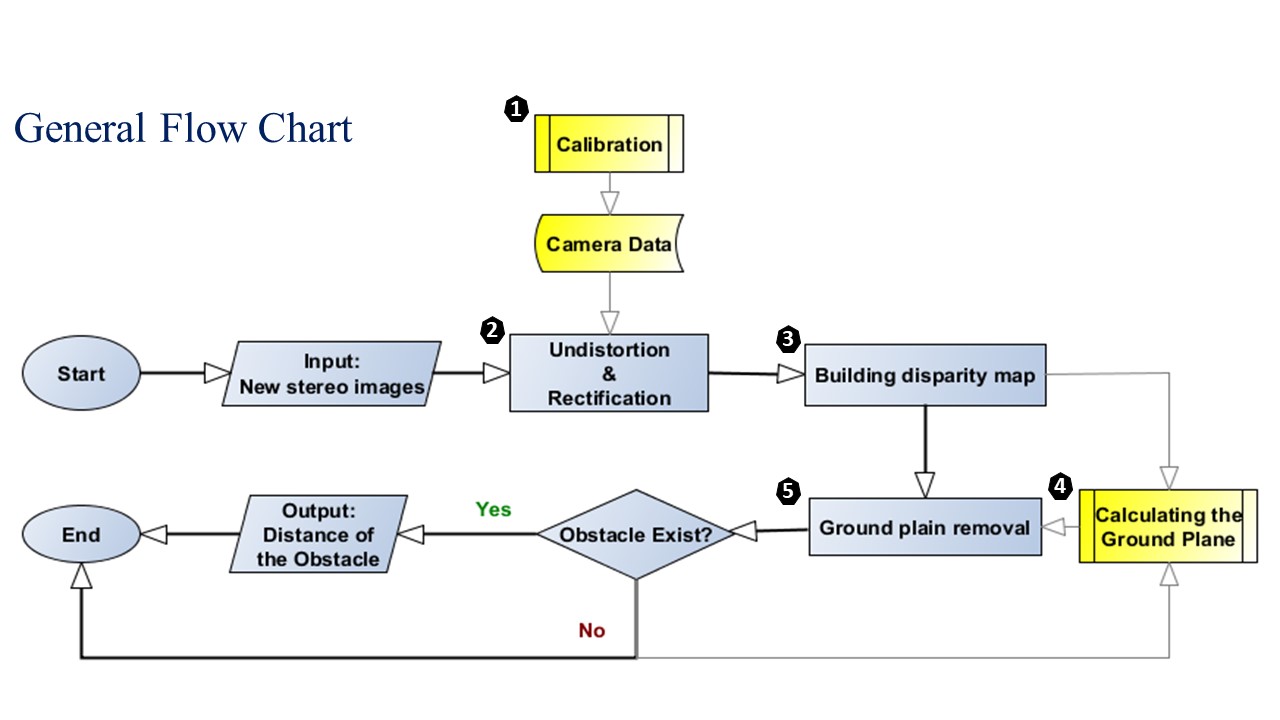 General Flow Chart
1
Calibration
Camera Data
Start
Input:
New stereo images
2
Undistortion
&
Rectification
3
Building disparity map
4
Calculating the
Ground Plane
5
Ground plain removal
Obstacle Exist?
Yes
Output:
Distance of
the Obstacle
End
No